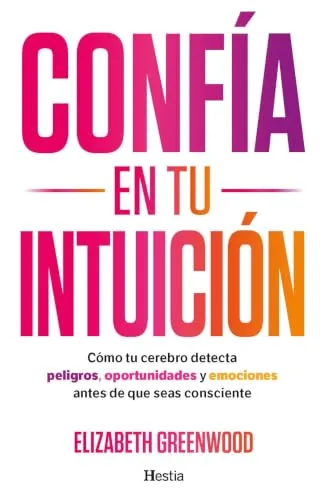 CONFÍA
EN TU
INTUICIÓN
Cómo tu cerebro detecta
peligros, oportunidades y emociones
antes de que seas consciente
ELIZABETH GREENWOOD
Hestia